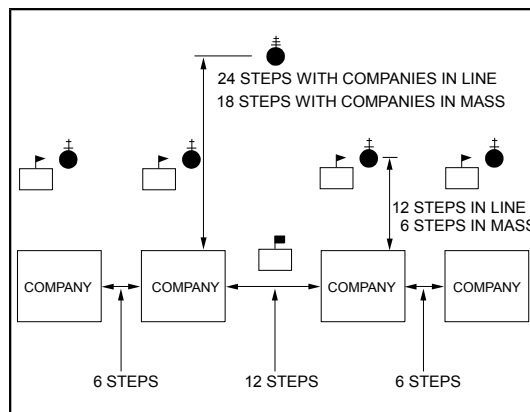 24 STEPS WITH COMPANIES IN LINE
18 STEPS WITH COMPANIES IN MASS
12 STEPS IN LINE
6 STEPS IN MASS
COMPANY
COMPANY
COMPANY
COMPANY
6 STEPS
12 STEPS
6 STEPS